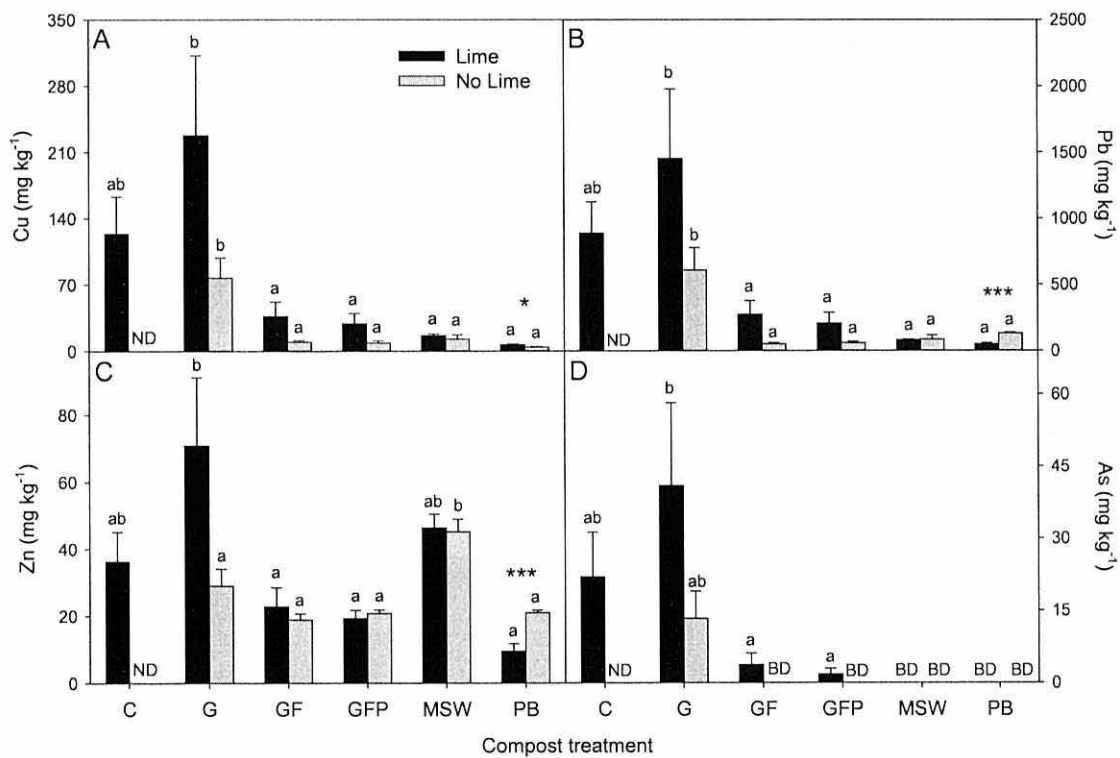 A
B
Lime
No Lime
Cu (mg kg⁻¹)
350
280
210
140
70
0
ab
ND
b
b
a
a
a
a
a
a
*
a
a
Pb (mg kg⁻¹)
2500
2000
1500
1000
500
0
ab
ND
b
b
a
a
a
a
a
a
***
a
a
C
Zn (mg kg⁻¹)
80
60
40
20
0
ab
ND
b
a
a
a
a
a
ab
b
***
a
a
D
As (mg kg⁻¹)
60
45
30
15
0
ab
ND
b
ab
a
BD
a
BD
BD BD
BD BD
C G GF GFP MSW PB C G GF GFP MSW PB
Compost treatment